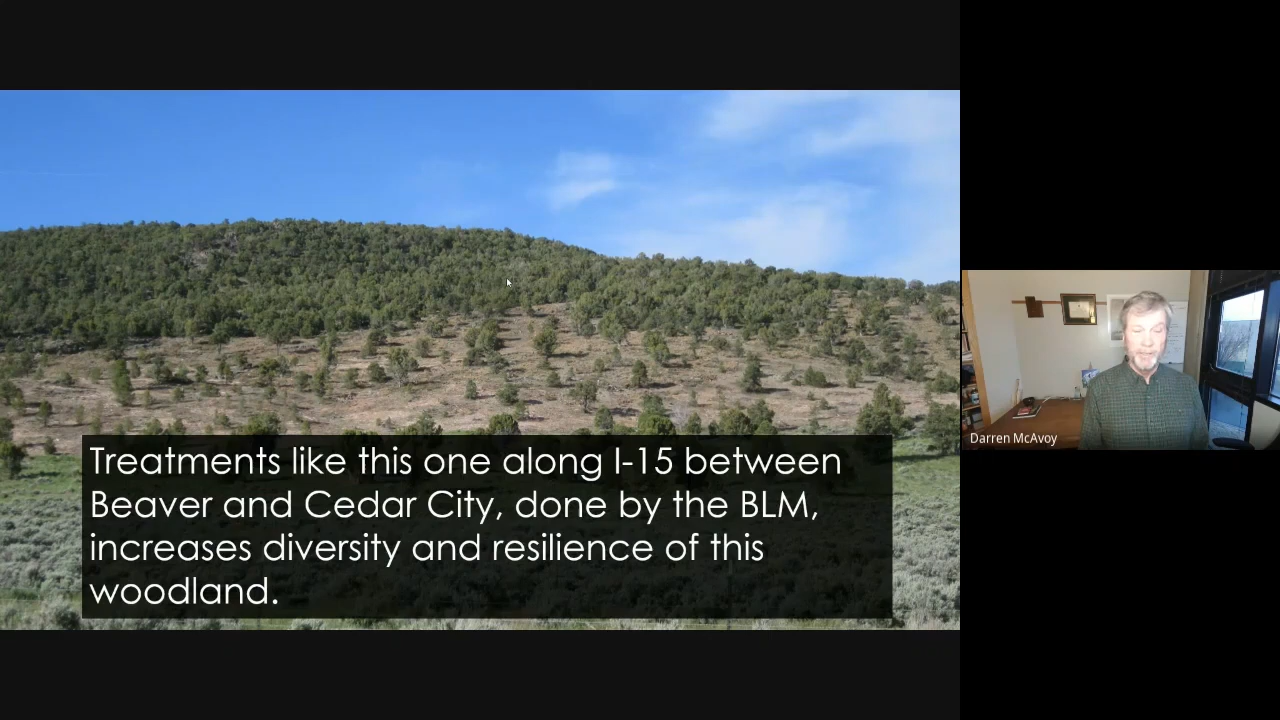 Treatments like this one along I-15 between
Beaver and Cedar City, done by the BLM,
increases diversity and resilience of this
woodland.
Darren McAvoy